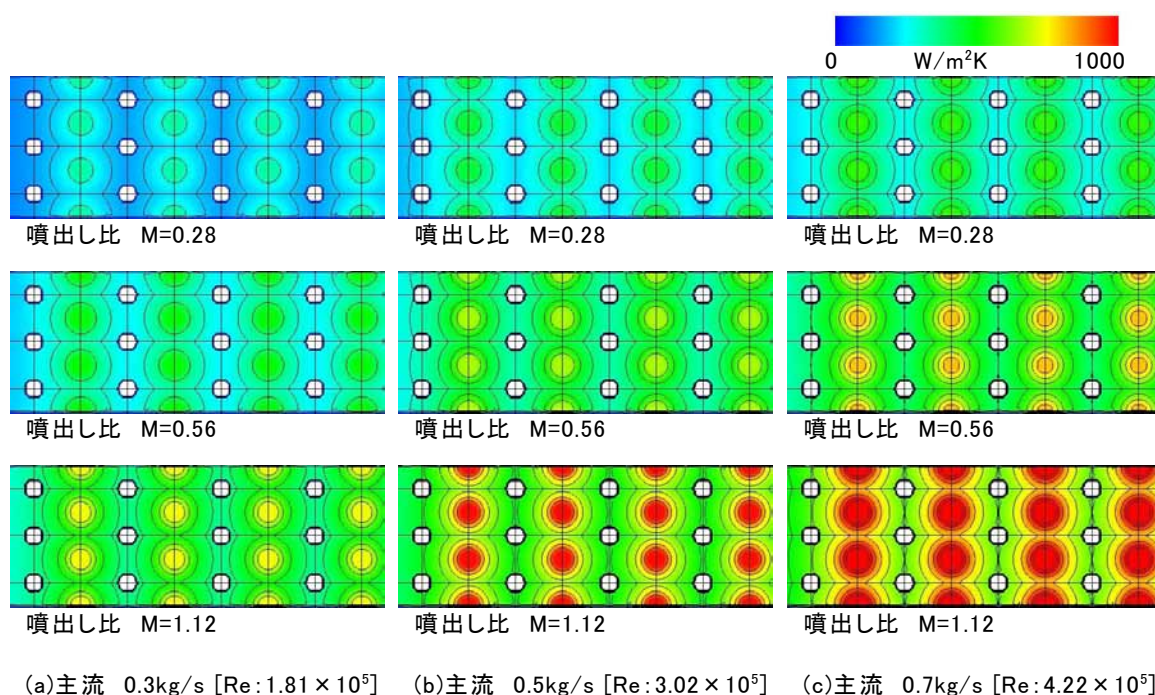 0 W/m²K 1000
噴出し比 M=0.28 噴出し比 M=0.28 噴出し比 M=0.28
噴出し比 M=0.56 噴出し比 M=0.56 噴出し比 M=0.56
噴出し比 M=1.12 噴出し比 M=1.12 噴出し比 M=1.12
(a)主流 0.3kg/s [Re:1.81×10⁵] (b)主流 0.5kg/s [Re:3.02×10⁵] (c)主流 0.7kg/s [Re:4.22×10⁵]